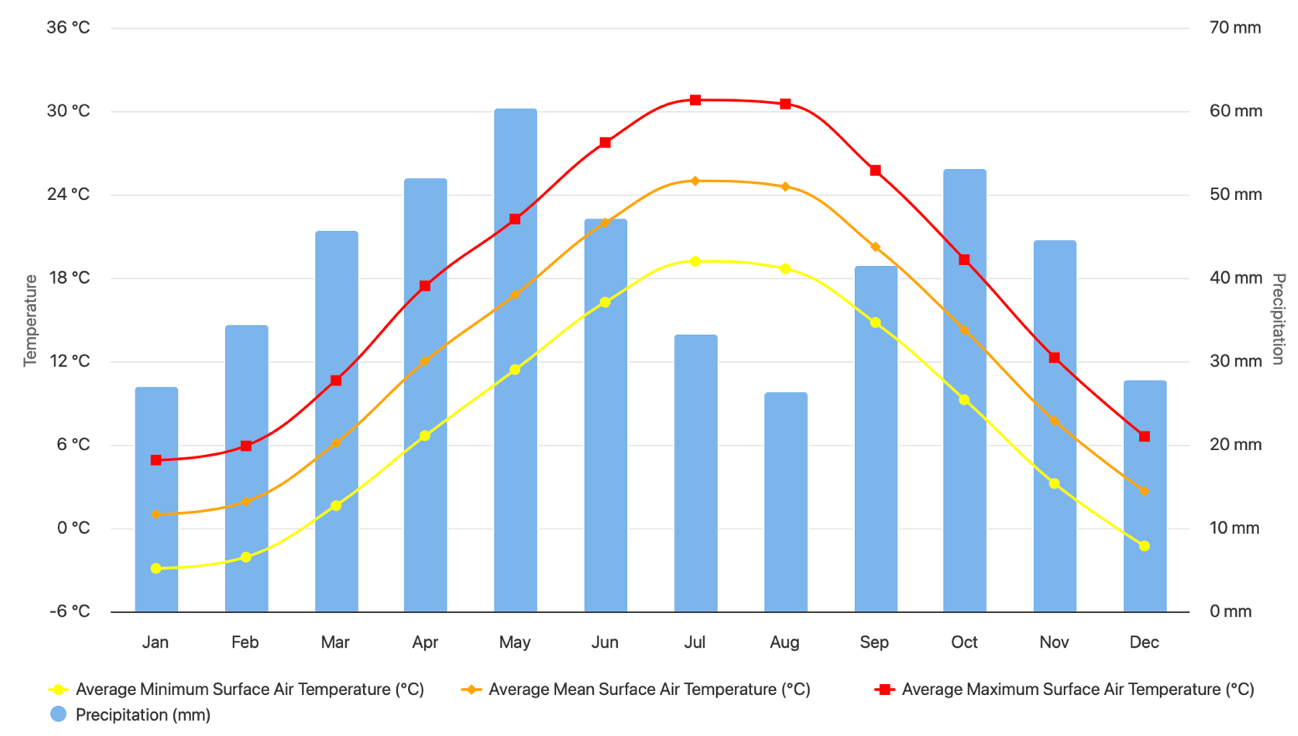 36 °C
70 mm
30 °C
60 mm
24 °C
50 mm
18 °C
40 mm
12 °C
30 mm
6 °C
20 mm
0 °C
10 mm
-6 °C
0 mm
Temperature
Precipitation
Jan Feb Mar Apr May Jun Jul Aug Sep Oct Nov Dec
Average Minimum Surface Air Temperature (°C) Average Mean Surface Air Temperature (°C) Average Maximum Surface Air Temperature (°C)
Precipitation (mm)